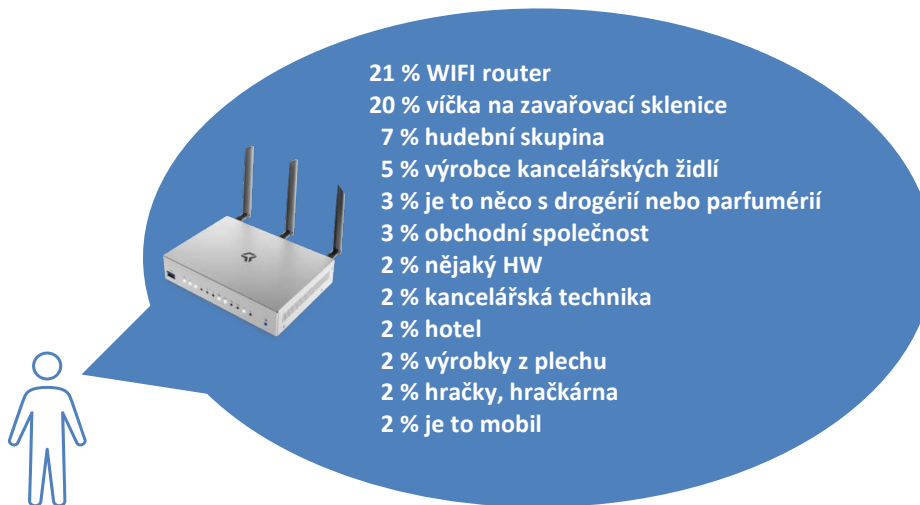 21 % WIFI router
20 % víčka na zavařovací sklenice
7 % hudební skupina
5 % výrobce kancelářských židlí
3 % je to něco s drogérií nebo parfumérií
3 % obchodní společnost
2 % nějaký HW
2 % kancelářská technika
2 % hotel
2 % výrobky z plechu
2 % hračky, hračkárna
2 % je to mobil